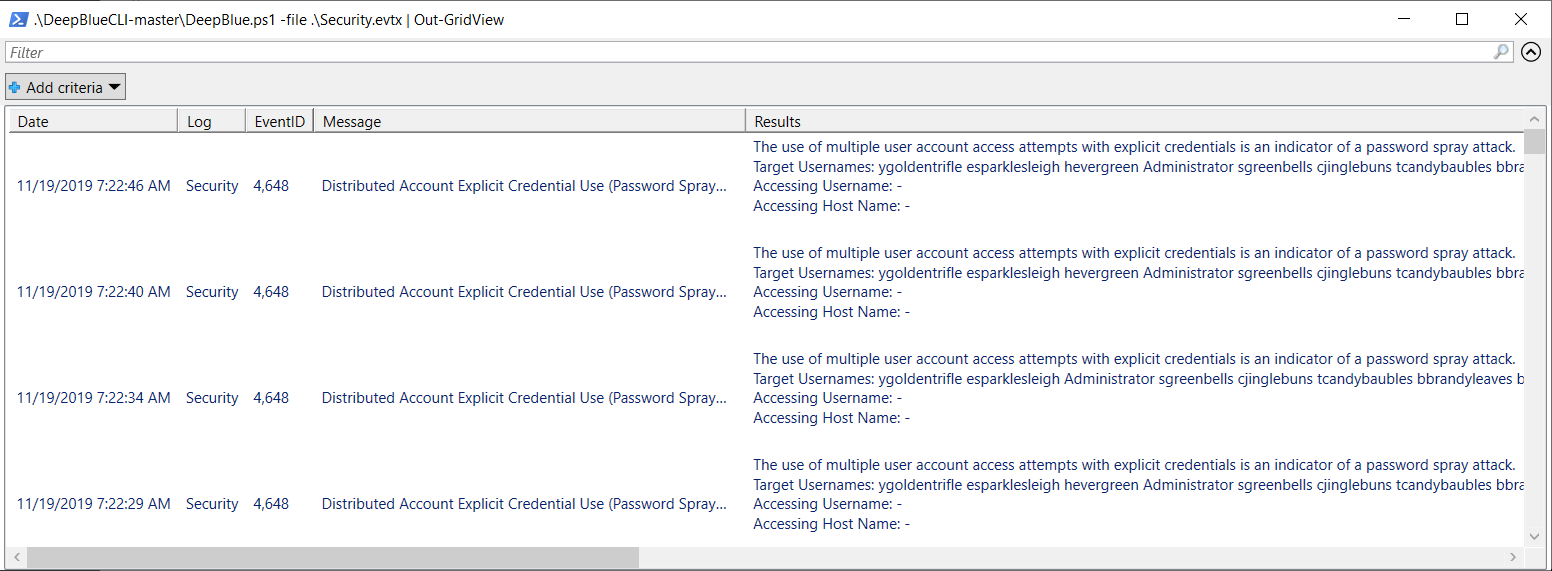 .\DeepBlueCLI-master\DeepBlue.ps1 -file .\Security.evtx | Out-GridView
Filter
Add criteria
Date Log EventID Message Results
The use of multiple user account access attempts with explicit credentials is an indicator of a password spray attack.
Target Usernames: ygoldentrifle esparklesleigh hevergreen Administrator sgreenbells cjinglebuns tcandybaubles bbra
11/19/2019 7:22:46 AM Security 4,648 Distributed Account Explicit Credential Use (Password Spray... Accessing Username: -
Accessing Host Name: -
The use of multiple user account access attempts with explicit credentials is an indicator of a password spray attack.
Target Usernames: ygoldentrifle esparklesleigh hevergreen Administrator sgreenbells cjinglebuns tcandybaubles bbra
11/19/2019 7:22:40 AM Security 4,648 Distributed Account Explicit Credential Use (Password Spray... Accessing Username: -
Accessing Host Name: -
The use of multiple user account access attempts with explicit credentials is an indicator of a password spray attack.
Target Usernames: ygoldentrifle esparklesleigh Administrator sgreenbells cjinglebuns tcandybaubles bbrandyleaves b
11/19/2019 7:22:34 AM Security 4,648 Distributed Account Explicit Credential Use (Password Spray... Accessing Username: -
Accessing Host Name: -
The use of multiple user account access attempts with explicit credentials is an indicator of a password spray attack.
Target Usernames: ygoldentrifle esparklesleigh hevergreen Administrator sgreenbells cjinglebuns tcandybaubles bbra
11/19/2019 7:22:29 AM Security 4,648 Distributed Account Explicit Credential Use (Password Spray... Accessing Username: -
Accessing Host Name: -